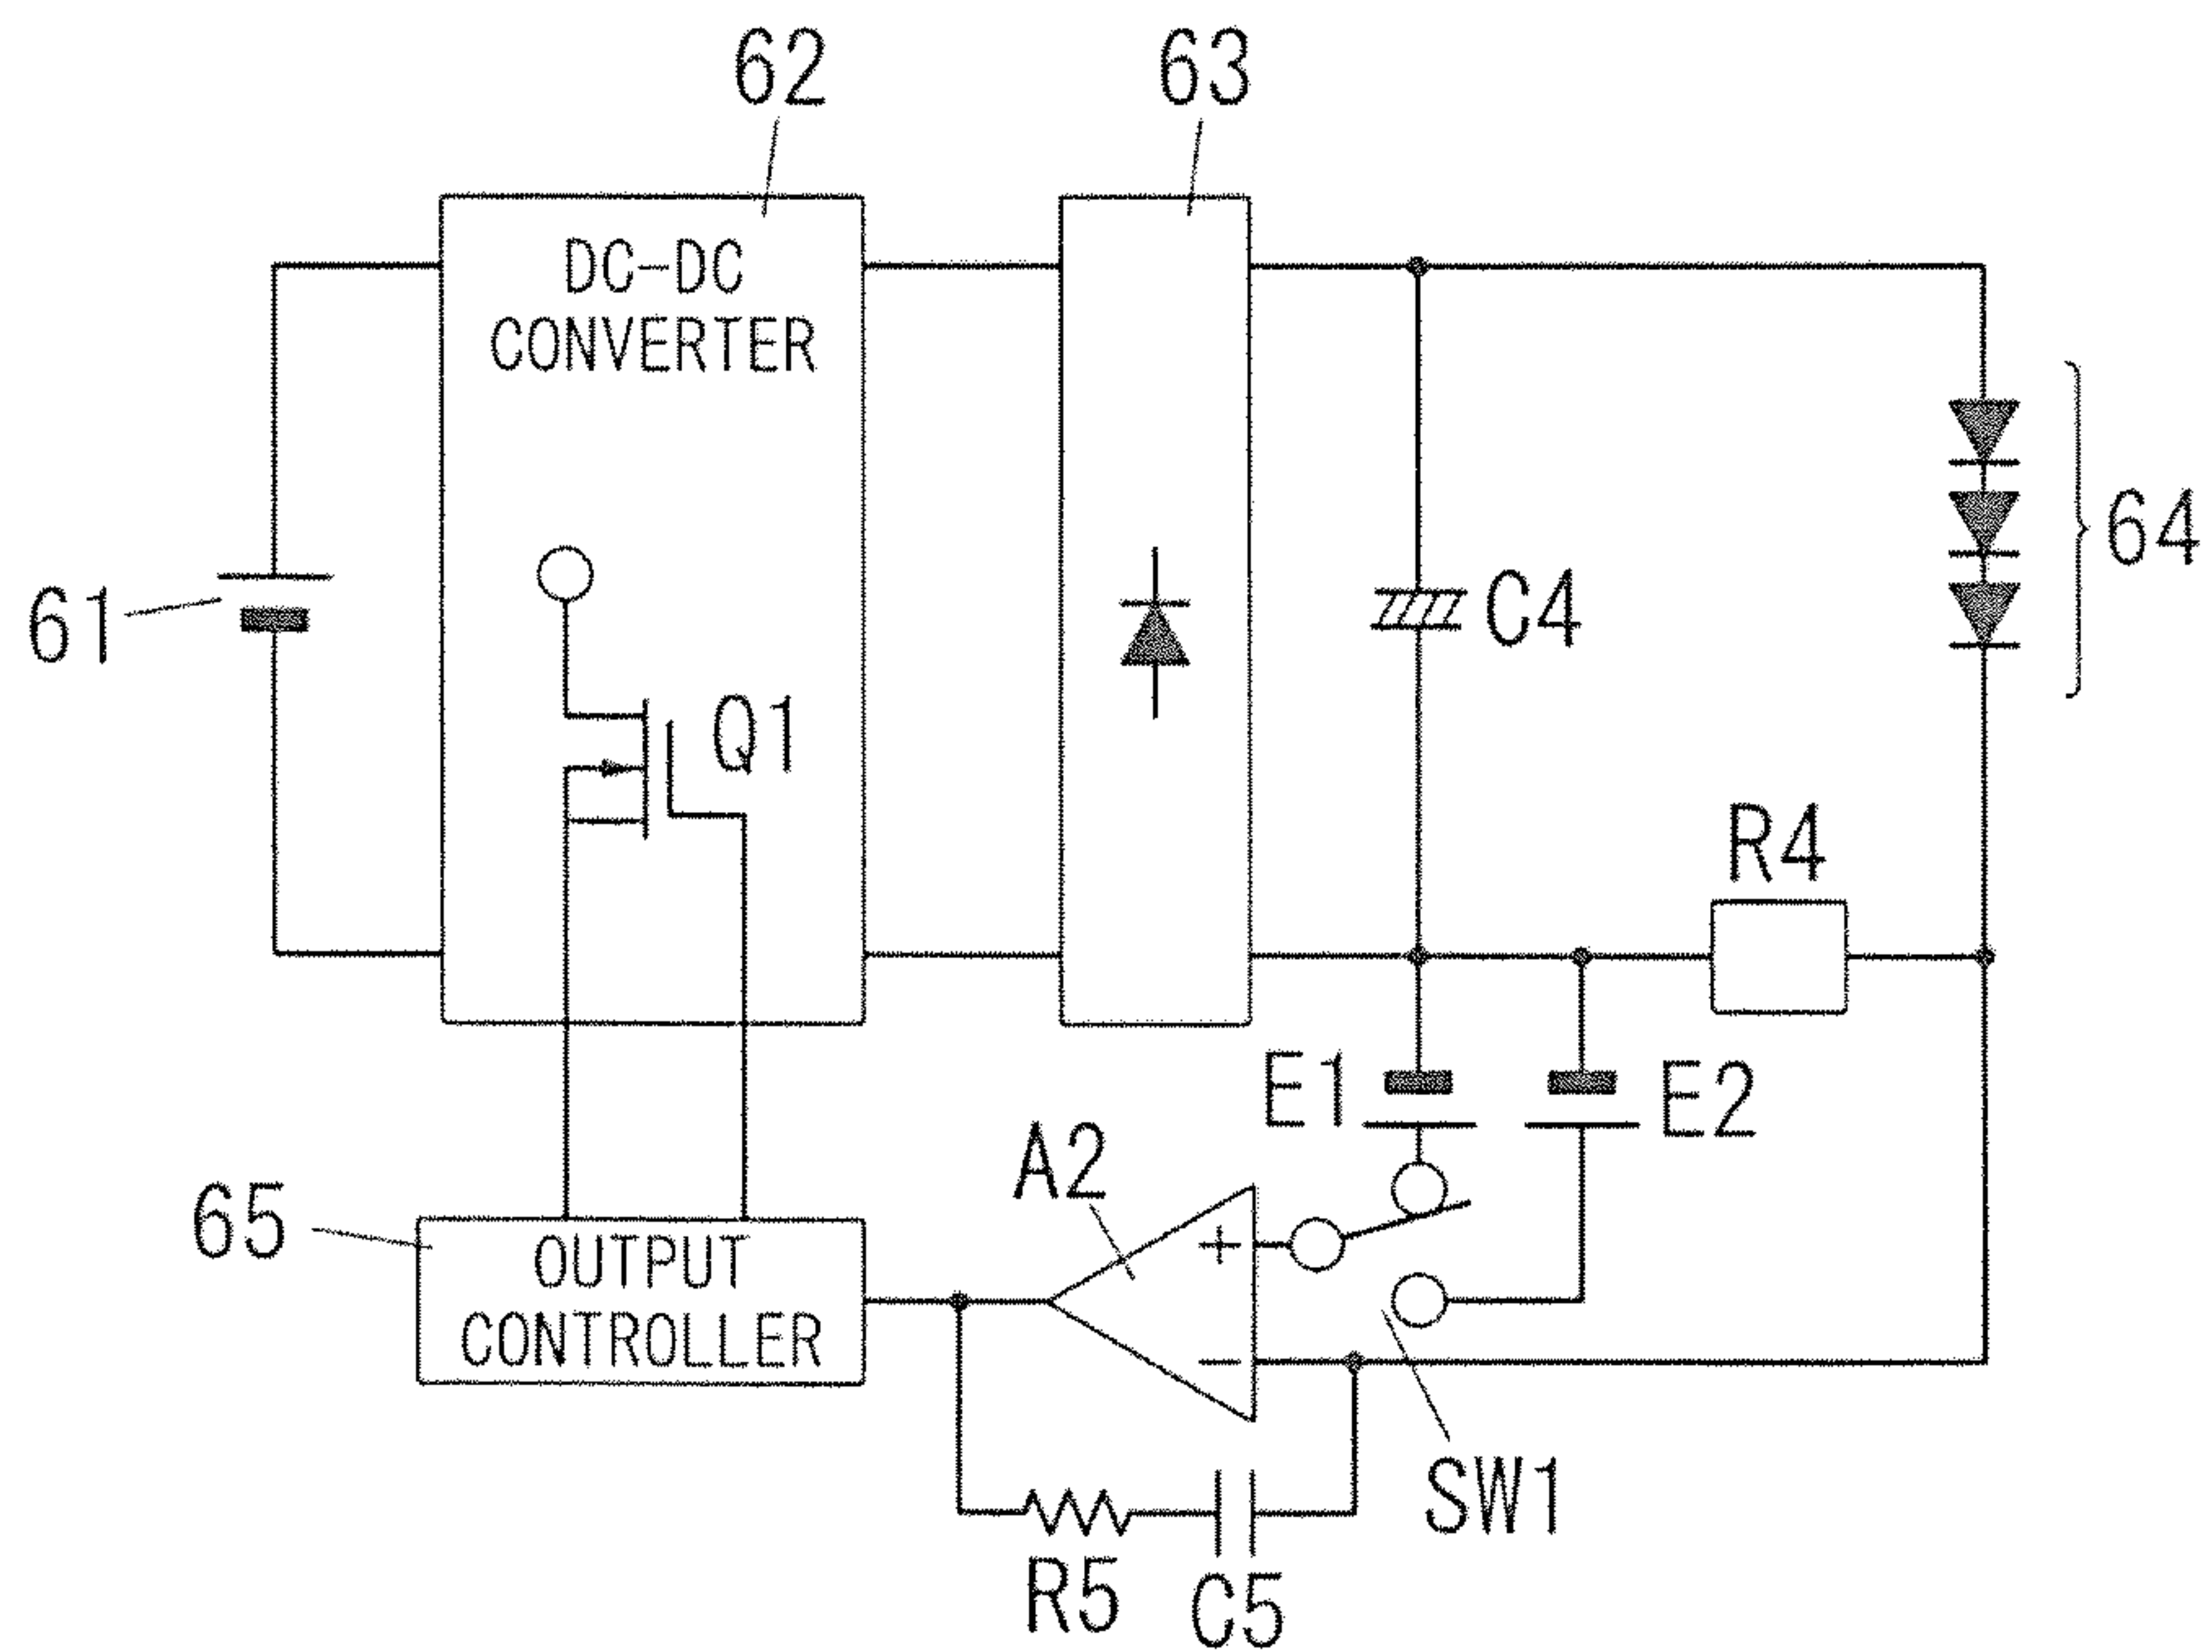 62
63
DC-DC
CONVERTER
61
Q1
C4
64
R4
E1
E2
A2
65
+
OUTPUT
CONTROLLER
−
SW1
R5
C5